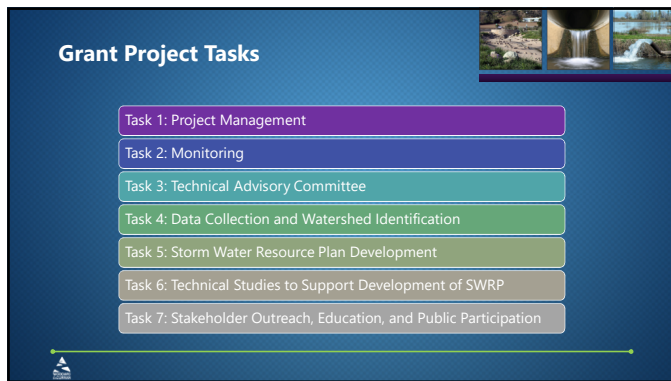 Grant Project Tasks
Task 1: Project Management
Task 2: Monitoring
Task 3: Technical Advisory Committee
Task 4: Data Collection and Watershed Identification
Task 5: Storm Water Resource Plan Development
Task 6: Technical Studies to Support Development of SWRP
Task 7: Stakeholder Outreach, Education, and Public Participation